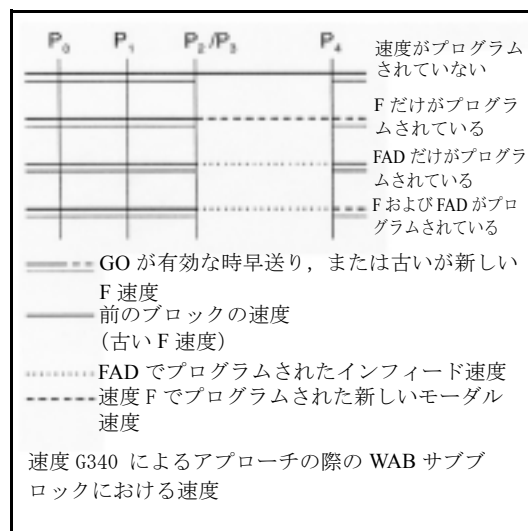 P₀ P₁ P₂/P₃ P₄
速度がプログラム
されていない
F だけがプログラ
ムされている
FAD だけがプログラ
ムされている
F および FAD がプロ
グラムされている
GO が有効な時早送り，または古いが新しい
F 速度
前のブロックの速度
(古い F 速度)
FAD でプログラムされたインフィード速度
速度 F でプログラムされた新しいモーダル
速度
速度 G340 によるアプローチの際の WAB サブブ
ロックにおける速度